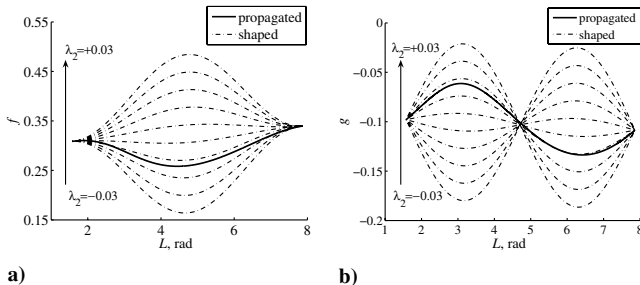 0.55
0.45
0.35
0.25
0.15
f
λ₂=+0.03
λ₂=−0.03
propagated
shaped
2 4 6 8
L, rad
a)
0
−0.05
−0.1
−0.15
−0.2
g
λ₂=+0.03
λ₂=−0.03
propagated
shaped
1 2 3 4 5 6 7 8
L, rad
b)